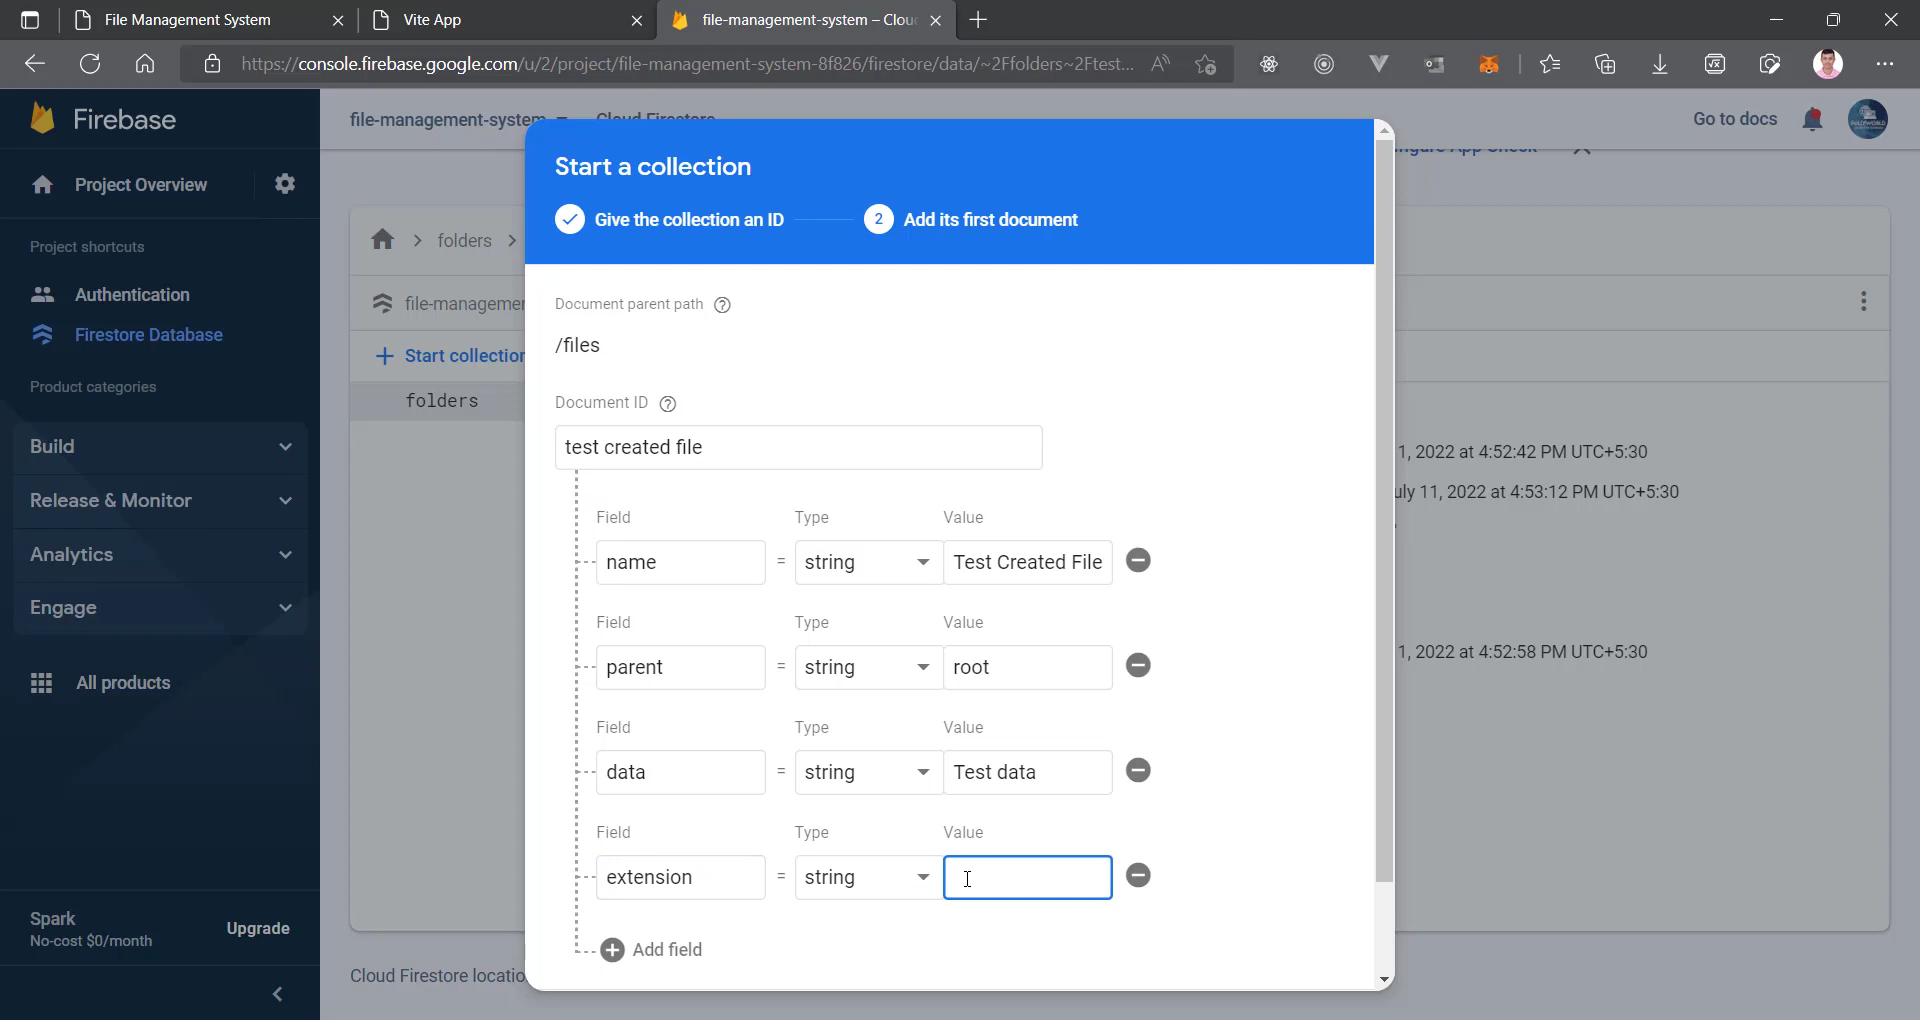 File Management System
Vite App
file-management-system – Clou
https://console.firebase.google.com/u/2/project/file-management-system-8f826/firestore/data/~2Ffolders~2Ftest...
Firebase
file-management-system
Cloud Firestore
Go to docs
Project Overview
Project shortcuts
Authentication
Firestore Database
Product categories
Build
Release & Monitor
Analytics
Engage
All products
Spark
No-cost $0/month
Upgrade
folders
file-managemen
Start collection
folders
Cloud Firestore locatio
Start a collection
Give the collection an ID
2 Add its first document
Document parent path
/files
Document ID
test created file
Field Type Value
name = string Test Created File
Field Type Value
parent = string root
Field Type Value
data = string Test data
Field Type Value
extension = string
Add field
1, 2022 at 4:52:42 PM UTC+5:30
uly 11, 2022 at 4:53:12 PM UTC+5:30
1, 2022 at 4:52:58 PM UTC+5:30